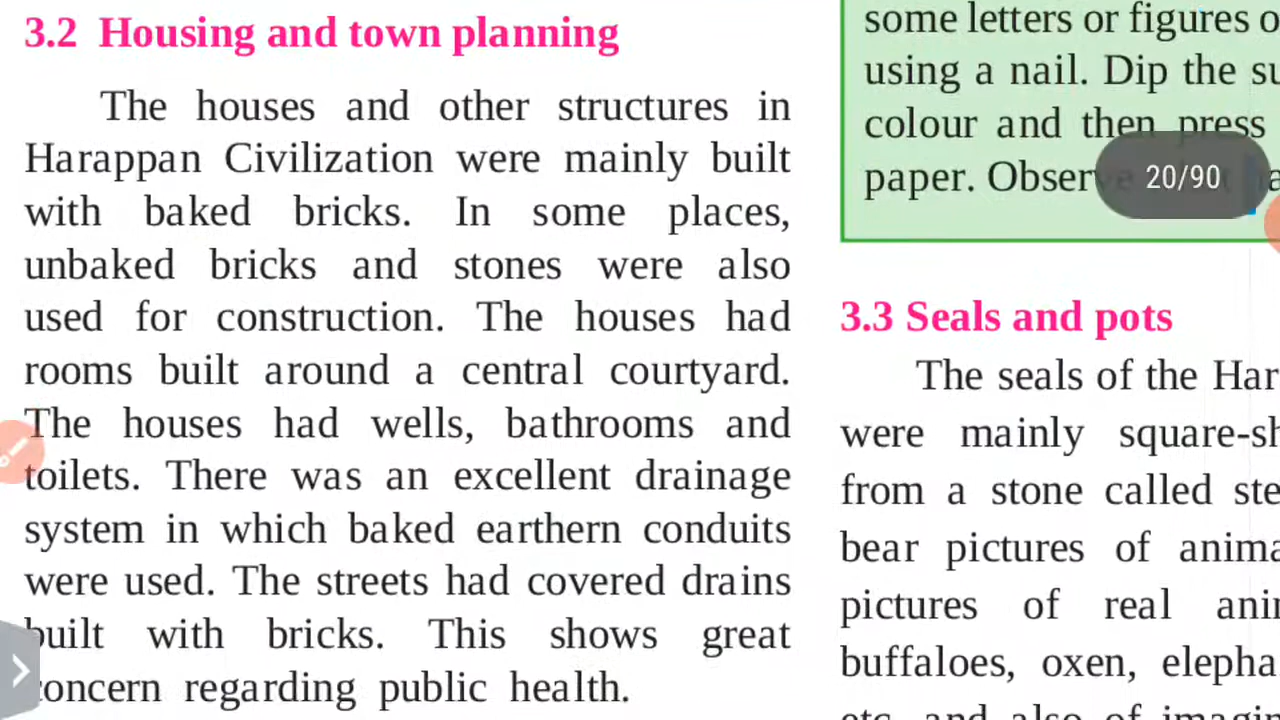 3.2 Housing and town planning
The houses and other structures in
Harappan Civilization were mainly built
with baked bricks. In some places,
unbaked bricks and stones were also
used for construction. The houses had
rooms built around a central courtyard.
The houses had wells, bathrooms and
toilets. There was an excellent drainage
system in which baked earthern conduits
were used. The streets had covered drains
built with bricks. This shows great
concern regarding public health.
some letters or figures
using a nail. Dip the
colour and then press
paper.
20/90
3.3 Seals and pots
The seals of the
were mainly
from a stone called
bear pictures of
pictures of real
buffaloes, oxen,
etc. and also of